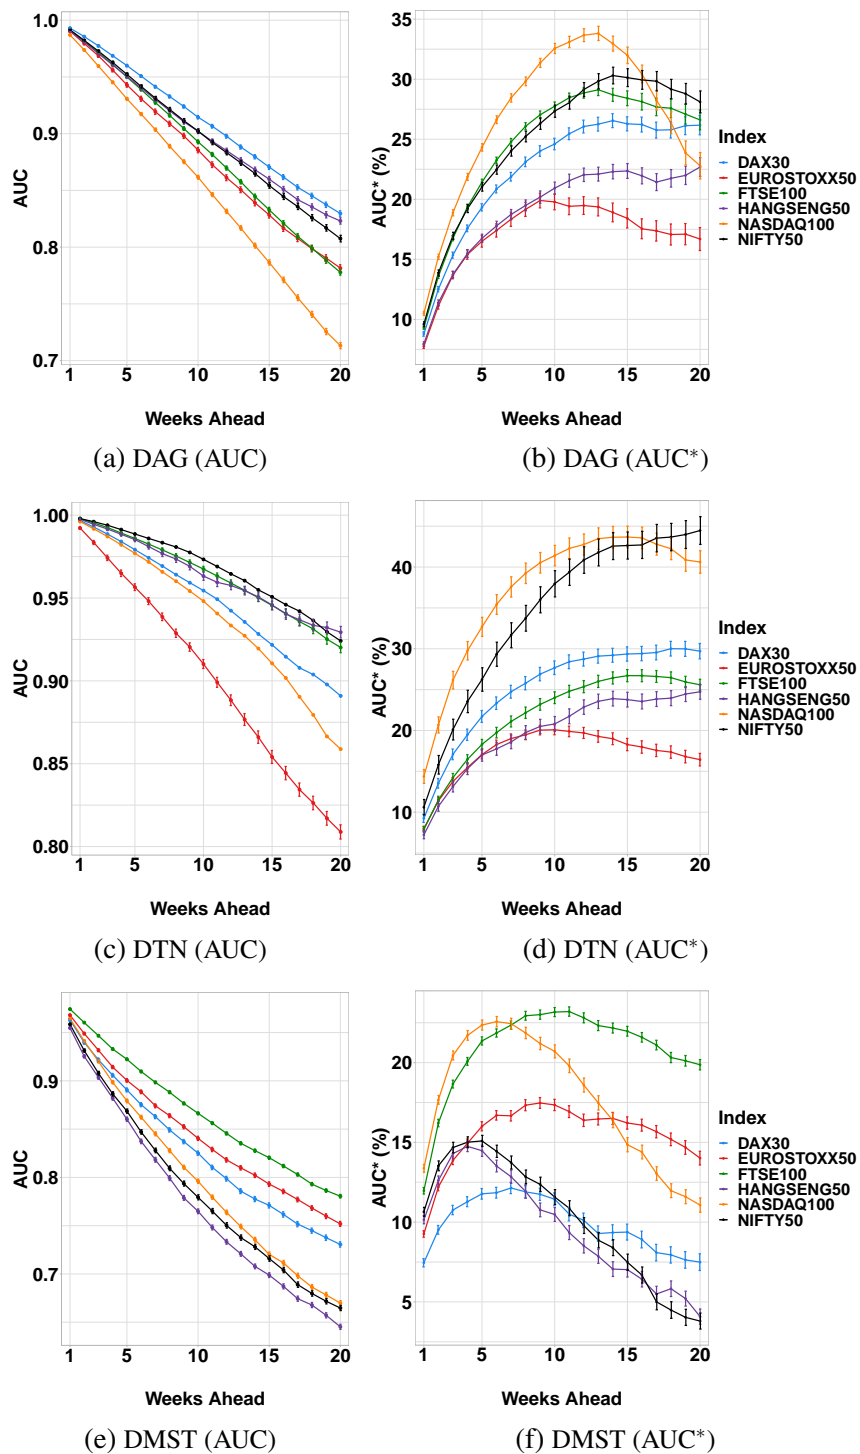 AUC
1.0
0.9
0.8
0.7
1 5 10 15 20
Weeks Ahead
(a) DAG (AUC)
AUC* (%)
35
30
25
20
15
10
1 5 10 15 20
Weeks Ahead
(b) DAG (AUC*)
Index
DAX30
EUROSTOXX50
FTSE100
HANGSENG50
NASDAQ100
NIFTY50
AUC
1.00
0.95
0.90
0.85
0.80
1 5 10 15 20
Weeks Ahead
(c) DTN (AUC)
AUC* (%)
40
30
20
10
1 5 10 15 20
Weeks Ahead
(d) DTN (AUC*)
Index
DAX30
EUROSTOXX50
FTSE100
HANGSENG50
NASDAQ100
NIFTY50
AUC
0.9
0.8
0.7
1 5 10 15 20
Weeks Ahead
(e) DMST (AUC)
AUC* (%)
20
15
10
5
1 5 10 15 20
Weeks Ahead
(f) DMST (AUC*)
Index
DAX30
EUROSTOXX50
FTSE100
HANGSENG50
NASDAQ100
NIFTY50